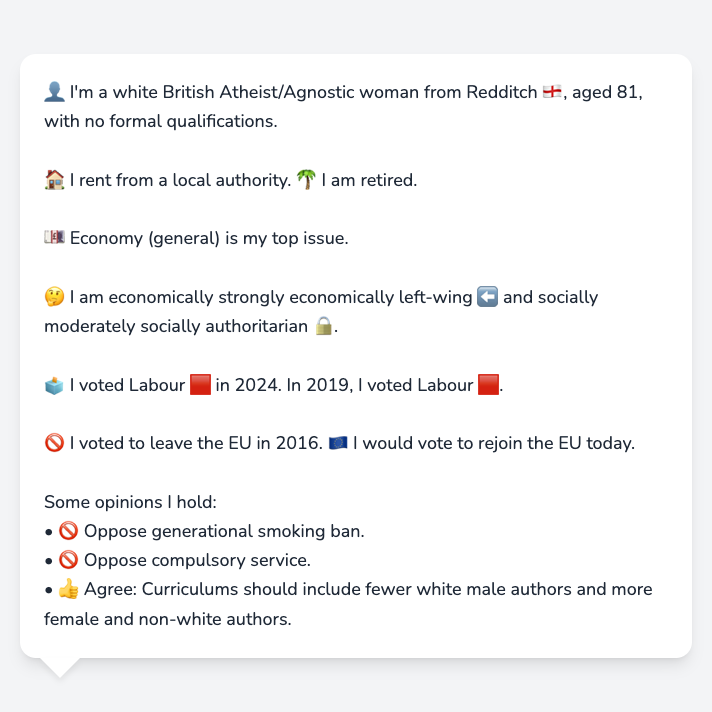 👤 I'm a white British Atheist/Agnostic woman from Redditch 🏴󠁧󠁢󠁥󠁮󠁧󠁿, aged 81,
with no formal qualifications.
🏠 I rent from a local authority. 🌴 I am retired.
💷 Economy (general) is my top issue.
🤔 I am economically strongly economically left-wing ⬅️ and socially
moderately socially authoritarian 🔒.
🗳️ I voted Labour 🟥 in 2024. In 2019, I voted Labour 🟥.
🚫 I voted to leave the EU in 2016. 🇪🇺 I would vote to rejoin the EU today.
Some opinions I hold:
• 🚫 Oppose generational smoking ban.
• 🚫 Oppose compulsory service.
• 👍 Agree: Curriculums should include fewer white male authors and more
female and non-white authors.